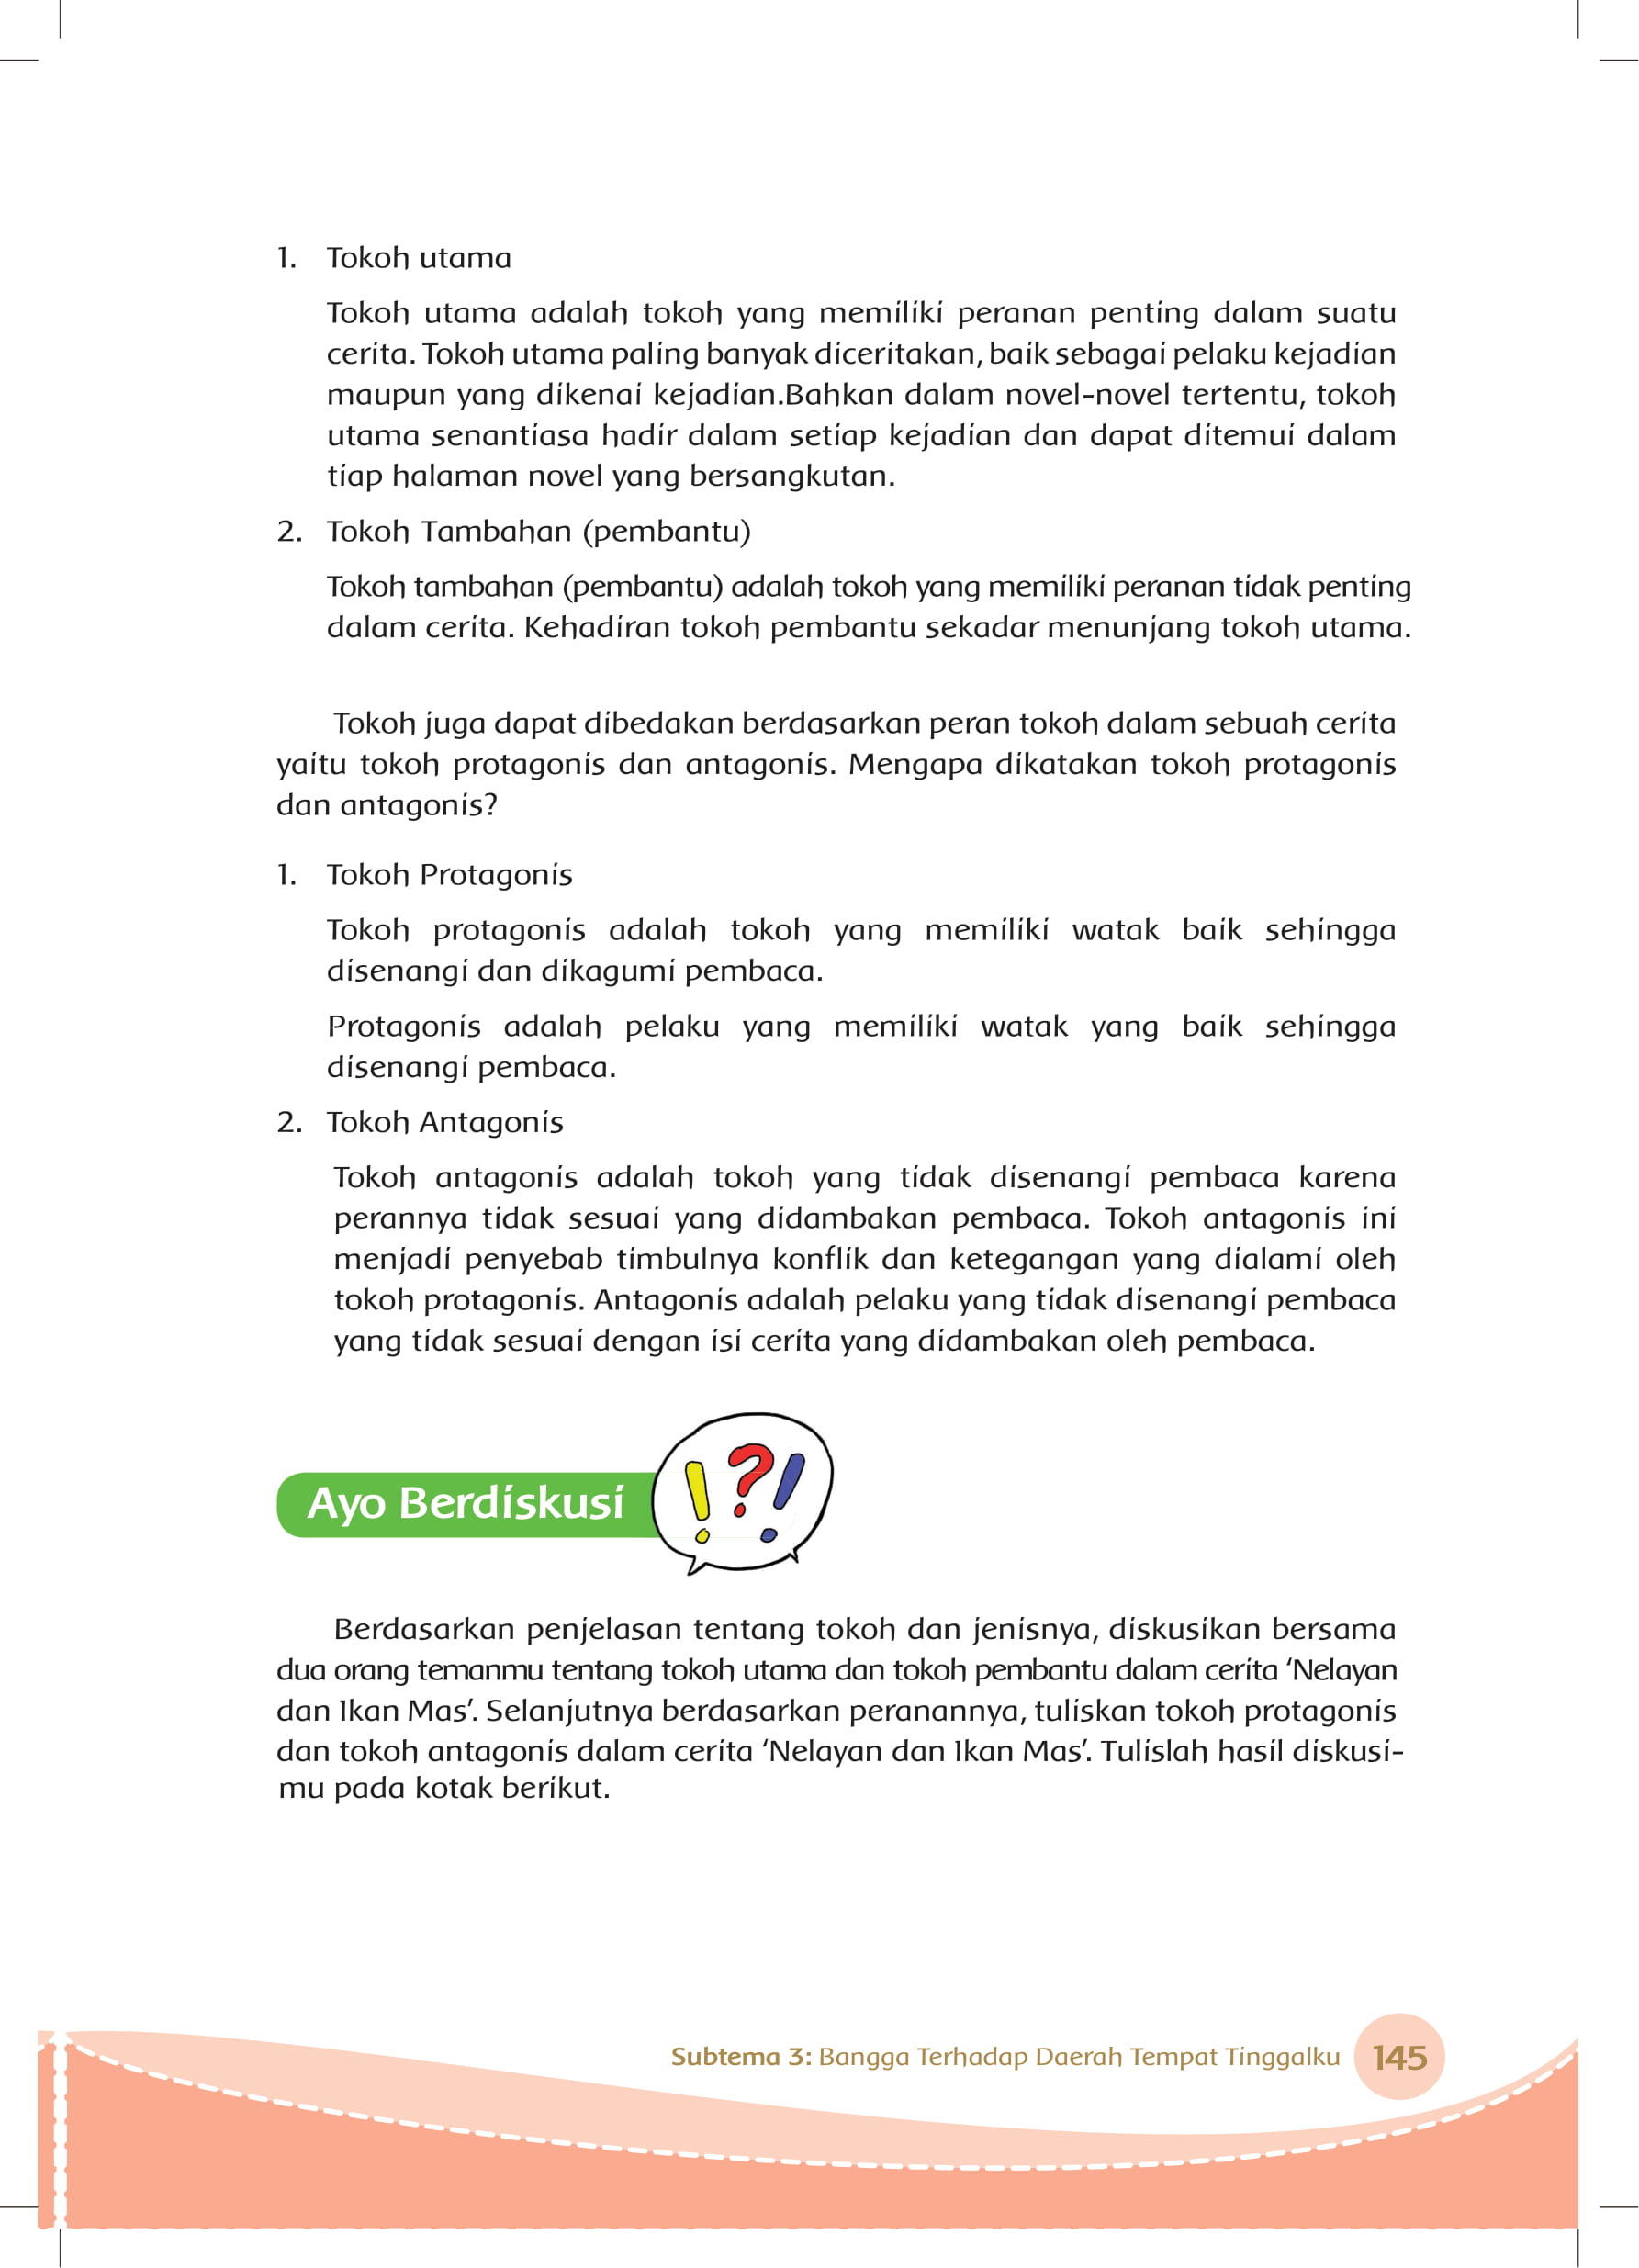 1. Tokoh utama
Tokoh utama adalah tokoh yang memiliki peranan penting dalam suatu
cerita. Tokoh utama paling banyak diceritakan, baik sebagai pelaku kejadian
maupun yang dikenai kejadian.Bahkan dalam novel-novel tertentu, tokoh
utama senantiasa hadir dalam setiap kejadian dan dapat ditemui dalam
tiap halaman novel yang bersangkutan.
2. Tokoh Tambahan (pembantu)
Tokoh tambahan (pembantu) adalah tokoh yang memiliki peranan tidak penting
dalam cerita. Kehadiran tokoh pembantu sekadar menunjang tokoh utama.
Tokoh juga dapat dibedakan berdasarkan peran tokoh dalam sebuah cerita
yaitu tokoh protagonis dan antagonis. Mengapa dikatakan tokoh protagonis
dan antagonis?
1. Tokoh Protagonis
Tokoh protagonis adalah tokoh yang memiliki watak baik sehingga
disenangi dan dikagumi pembaca.
Protagonis adalah pelaku yang memiliki watak yang baik sehingga
disenangi pembaca.
2. Tokoh Antagonis
Tokoh antagonis adalah tokoh yang tidak disenangi pembaca karena
perannya tidak sesuai yang didambakan pembaca. Tokoh antagonis ini
menjadi penyebab timbulnya konflik dan ketegangan yang dialami oleh
tokoh protagonis. Antagonis adalah pelaku yang tidak disenangi pembaca
yang tidak sesuai dengan isi cerita yang didambakan oleh pembaca.
Ayo Berdiskusi !?!
Berdasarkan penjelasan tentang tokoh dan jenisnya, diskusikan bersama
dua orang temanmu tentang tokoh utama dan tokoh pembantu dalam cerita ‘Nelayan
dan Ikan Mas’. Selanjutnya berdasarkan peranannya, tuliskan tokoh protagonis
dan tokoh antagonis dalam cerita ‘Nelayan dan Ikan Mas’. Tulislah hasil diskusi-
mu pada kotak berikut.
Subtema 3: Bangga Terhadap Daerah Tempat Tinggalku 145